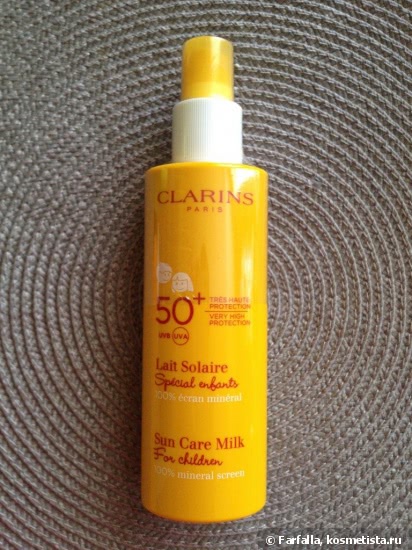 CLARINS
PARIS
50+
TRÈS HAUTE
PROTECTION
VERY HIGH
PROTECTION
UVB UVA
Lait Solaire
Spécial enfants
100% écran minéral
Sun Care Milk
For children
100% mineral screen
© Farfalla, kosmetista.ru